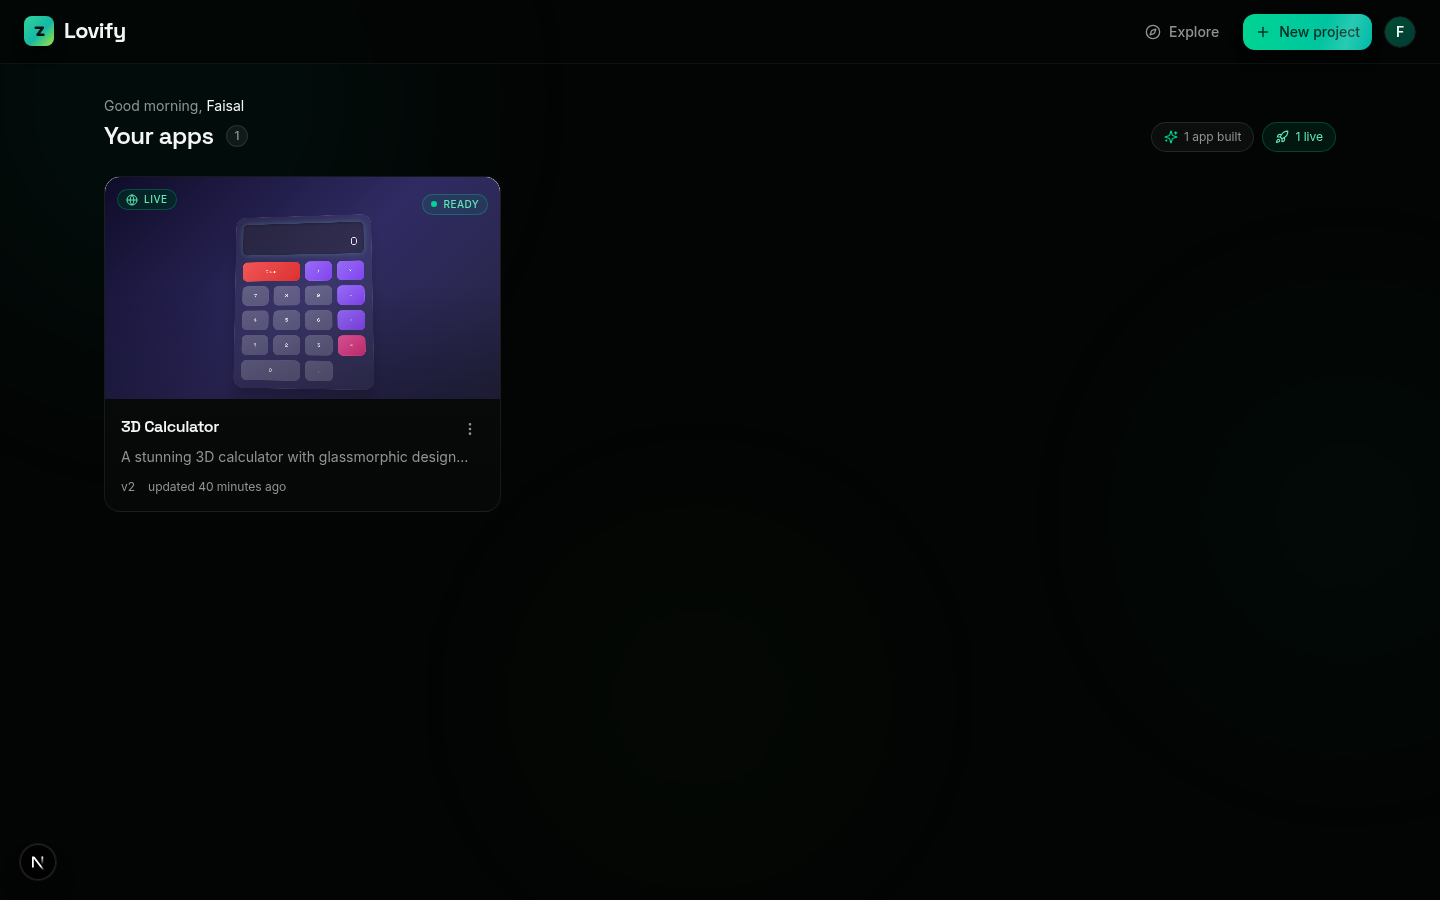 Lovify
Explore
New project
F
Good morning, Faisal
Your apps 1
1 app built
1 live
LIVE
READY
0
3D Calculator
A stunning 3D calculator with glassmorphic design...
v2 updated 40 minutes ago
N